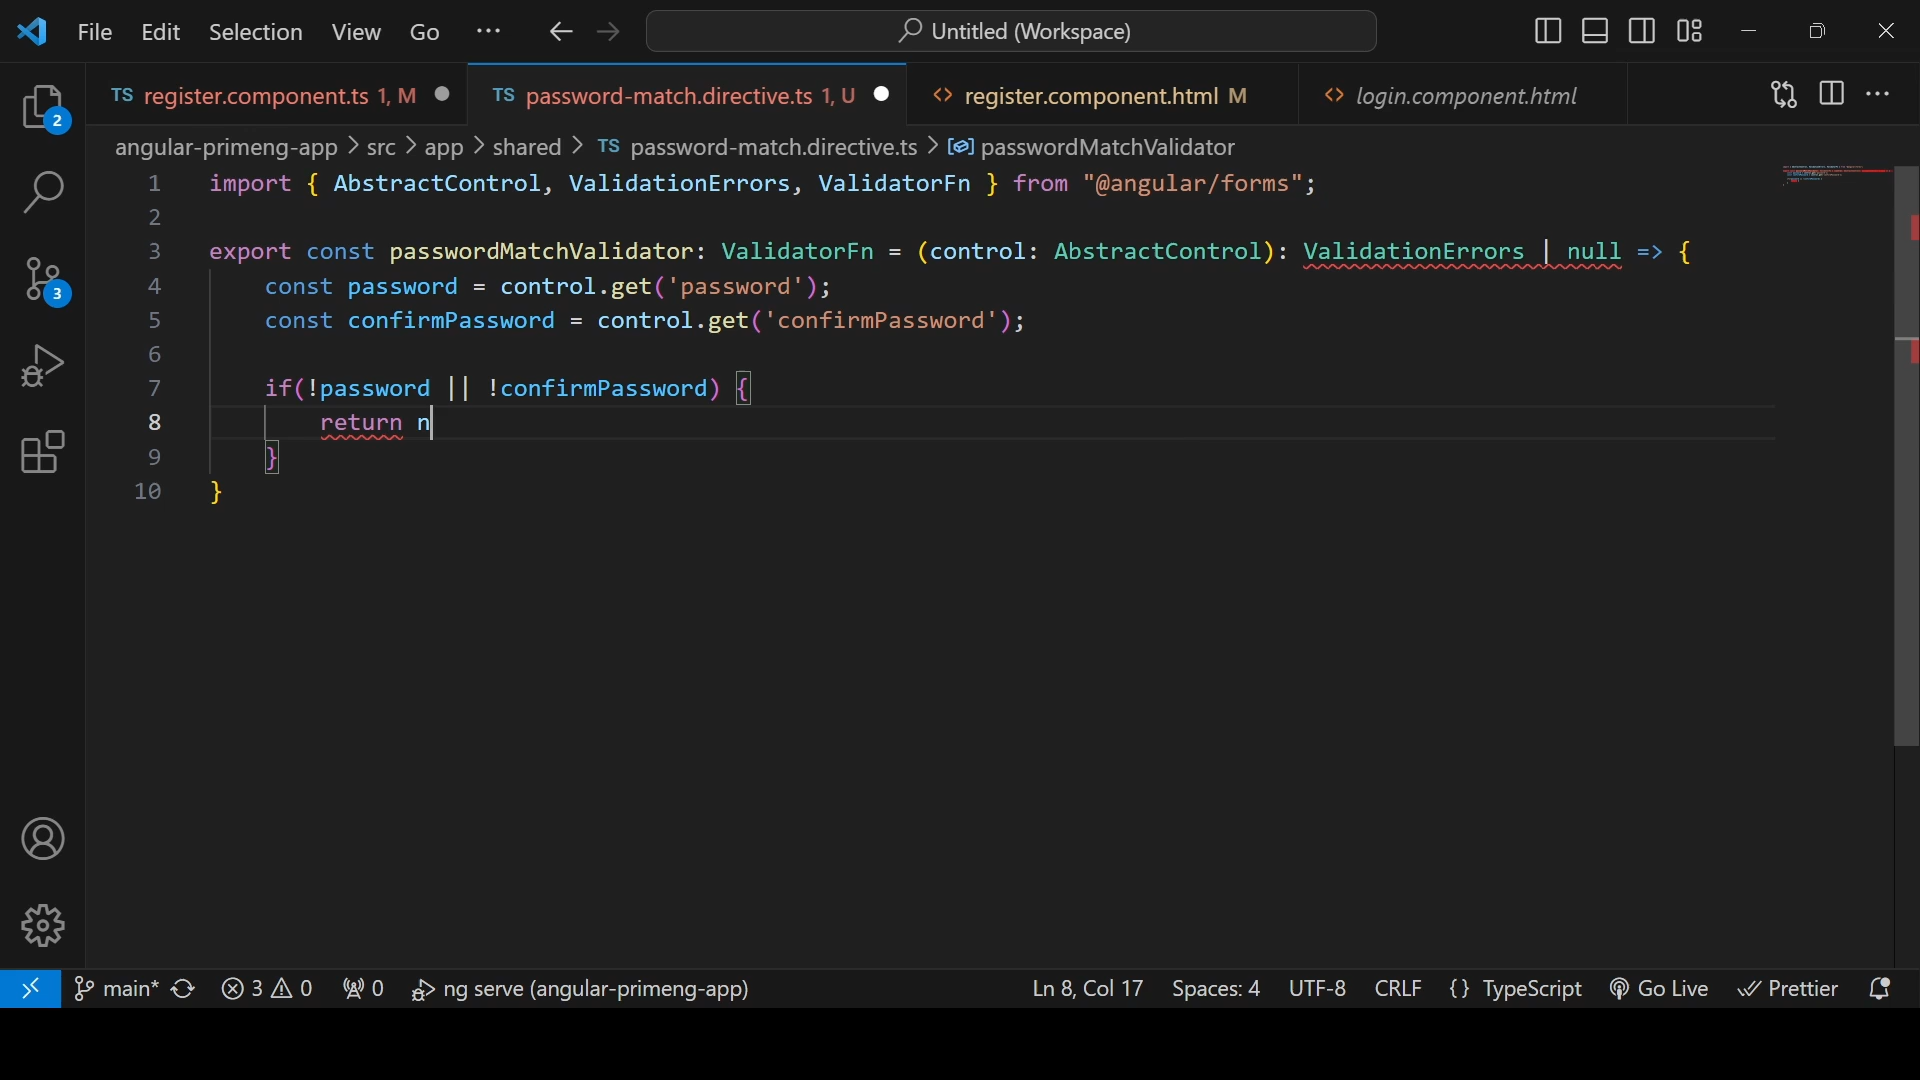 File Edit Selection View Go ··· Untitled (Workspace)
TS register.component.ts 1, M TS password-match.directive.ts 1, U <> register.component.html M <> login.component.html ···
angular-primeng-app > src > app > shared > TS password-match.directive.ts > passwordMatchValidator
1 import { AbstractControl, ValidationErrors, ValidatorFn } from "@angular/forms";
2
3 export const passwordMatchValidator: ValidatorFn = (control: AbstractControl): ValidationErrors | null => {
4 const password = control.get('password');
5 const confirmPassword = control.get('confirmPassword');
6
7 if(!password || !confirmPassword) {
8 return n
9 }
10 }
2
3
main* 3 0 0 ng serve (angular-primeng-app) Ln 8, Col 17 Spaces: 4 UTF-8 CRLF {} TypeScript Go Live Prettier